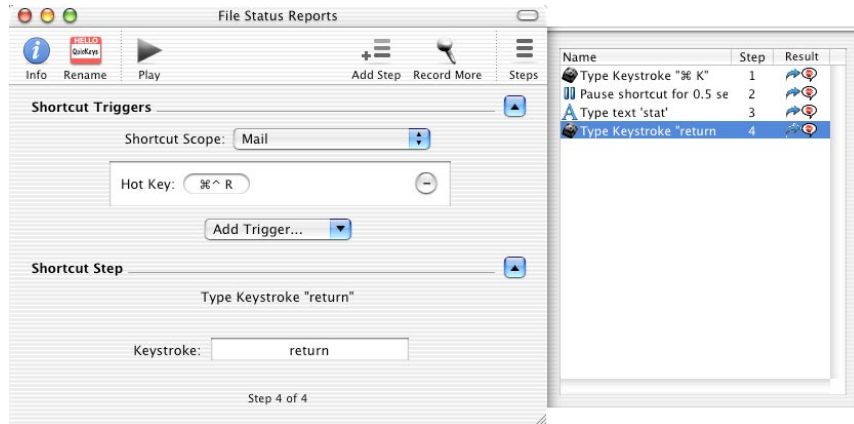 File Status Reports
i
HELLO
QuicKeys
Info Rename Play Add Step Record More Steps
Shortcut Triggers
Shortcut Scope: Mail
Hot Key: ⌘^ R
Add Trigger...
Shortcut Step
Type Keystroke "return"
Keystroke: return
Step 4 of 4
Name Step Result
Type Keystroke "⌘ K" 1
Pause shortcut for 0.5 se 2
A Type text 'stat' 3
Type Keystroke "return 4